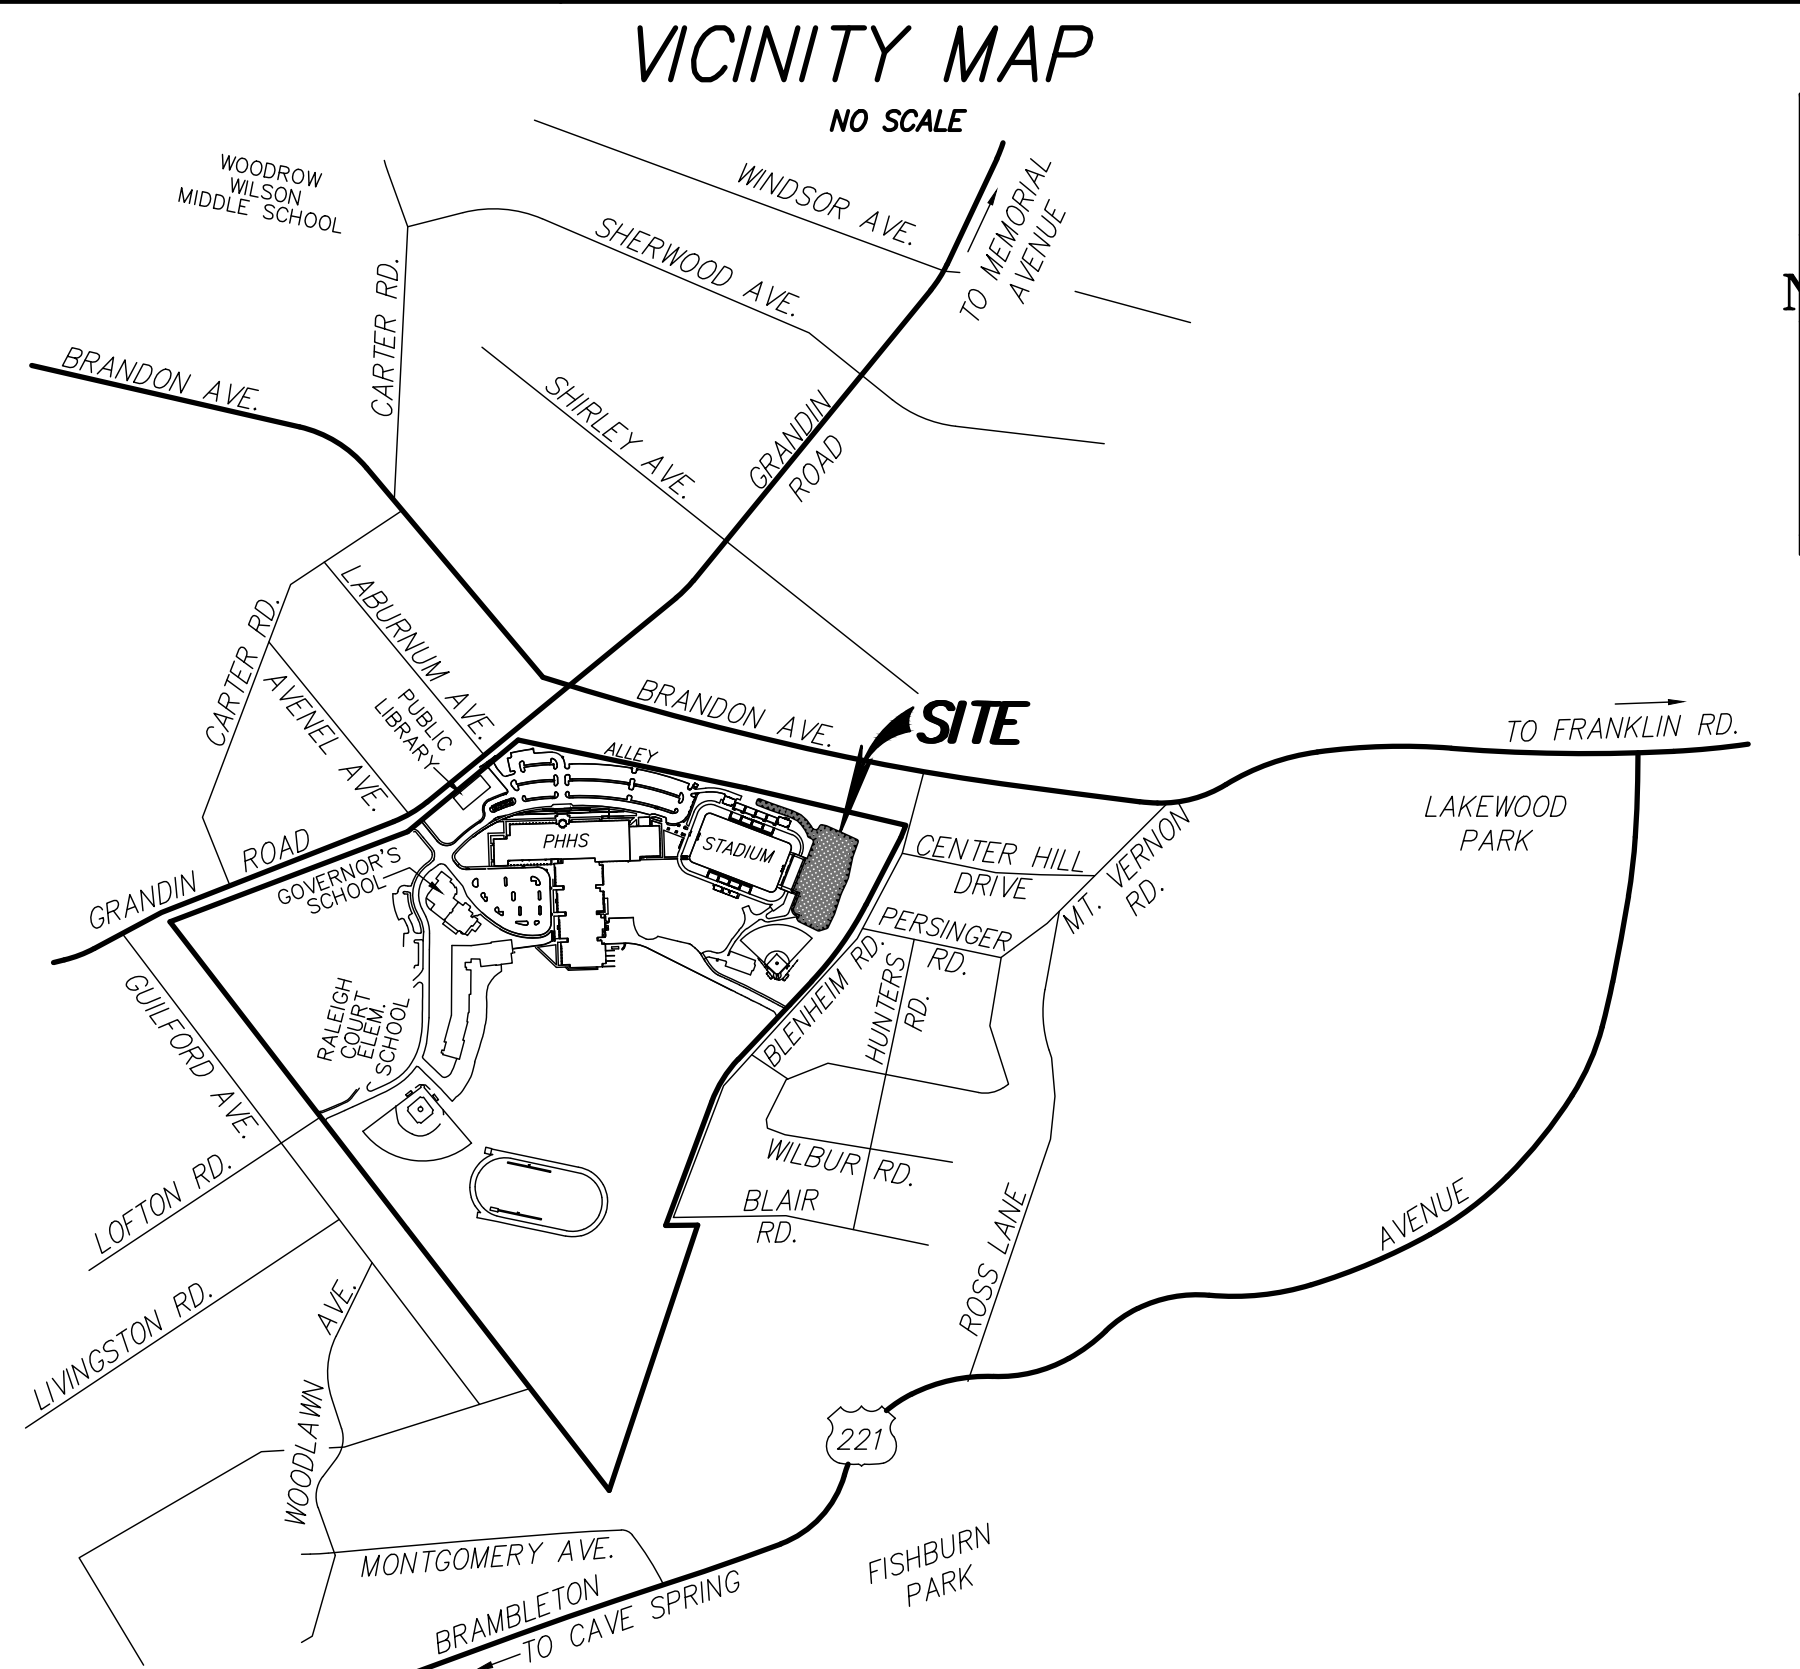 VICINITY MAP
NO SCALE
WOODROW
WILSON
MIDDLE SCHOOL
WINDSOR AVE.
TO MEMORIAL
AVENUE
SHERWOOD AVE.
CARTER RD.
N
BRANDON AVE.
SHIRLEY AVE.
GRANDIN
ROAD
LABURNUM AVE.
CARTER RD.
AVENEL AVE.
PUBLIC
LIBRARY
BRANDON AVE.
SITE
TO FRANKLIN RD.
ALLEY
LAKEWOOD
PARK
PHHS
STADIUM
CENTER HILL
DRIVE
MT. VERNON
RD.
GRANDIN ROAD
GOVERNOR'S
SCHOOL
PERSINGER
RD.
BLENHEIM RD.
HUNTERS
RD.
GUILFORD AVE.
RALEIGH
COURT
ELEM.
SCHOOL
LOFTON RD.
WILBUR RD.
BLAIR
RD.
ROSS LANE
AVENUE
LIVINGSTON RD.
WOODLAWN AVE.
221
MONTGOMERY AVE.
FISHBURN
PARK
BRAMBLETON
TO CAVE SPRING